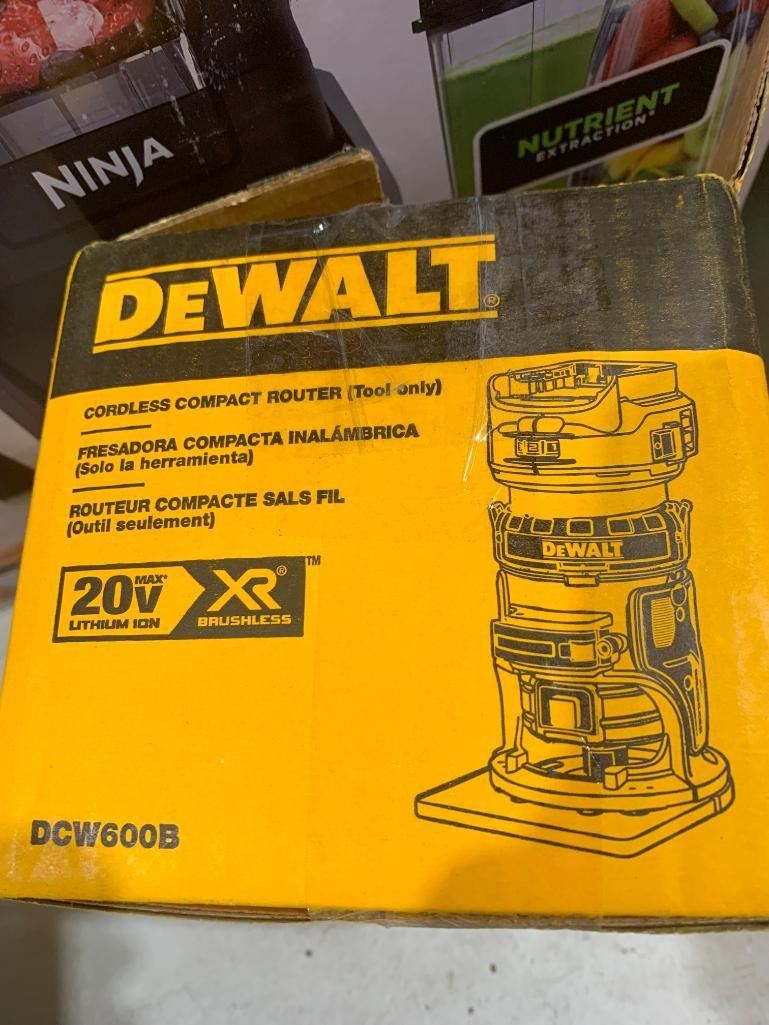 NINJA
NUTRIENT
EXTRACTION*
DEWALT®
CORDLESS COMPACT ROUTER (Tool only)
FRESADORA COMPACTA INALÁMBRICA
(Solo la herramienta)
ROUTEUR COMPACTE SALS FIL
(Outil seulement)
20V MAX*
LITHIUM ION
XR®
BRUSHLESS
TM
DEWALT
DCW600B